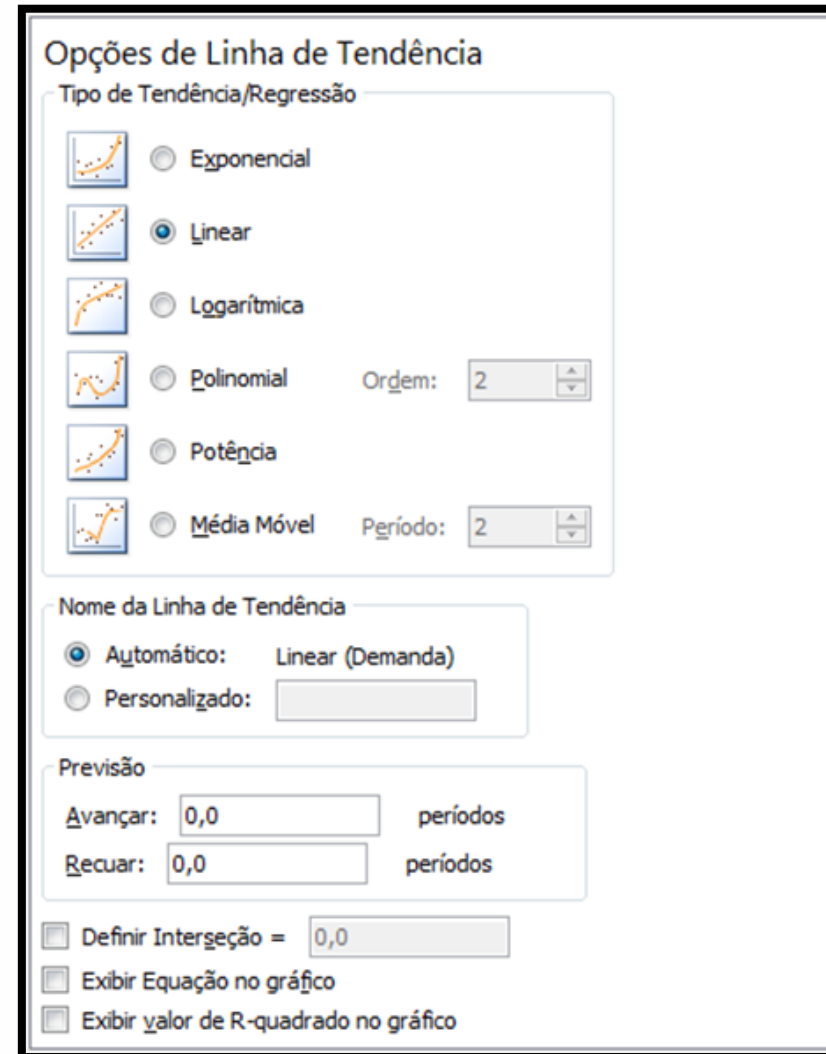 Opções de Linha de Tendência
Tipo de Tendência/Regressão
Exponencial
Linear
Logarítmica
Polinomial Ordem: 2
Potência
Média Móvel Período: 2
Nome da Linha de Tendência
Automático: Linear (Demanda)
Personalizado:
Previsão
Avançar: 0,0 períodos
Recuar: 0,0 períodos
Definir Interseção = 0,0
Exibir Equação no gráfico
Exibir valor de R-quadrado no gráfico